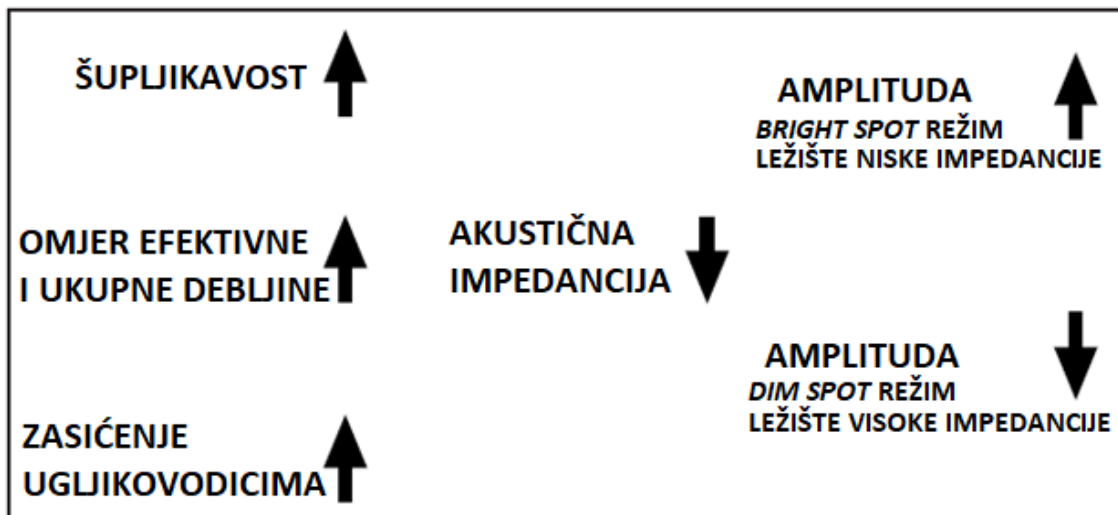 ŠUPLJIKAVOST
OMJER EFEKTIVNE
I UKUPNE DEBLJINE
ZASIĆENJE
UGLJIKOVODICIMA
AKUSTIČNA
IMPEDANCIJA
AMPLITUDA
BRIGHT SPOT REŽIM
LEŽIŠTE NISKE IMPEDANCIJE
AMPLITUDA
DIM SPOT REŽIM
LEŽIŠTE VISOKE IMPEDANCIJE